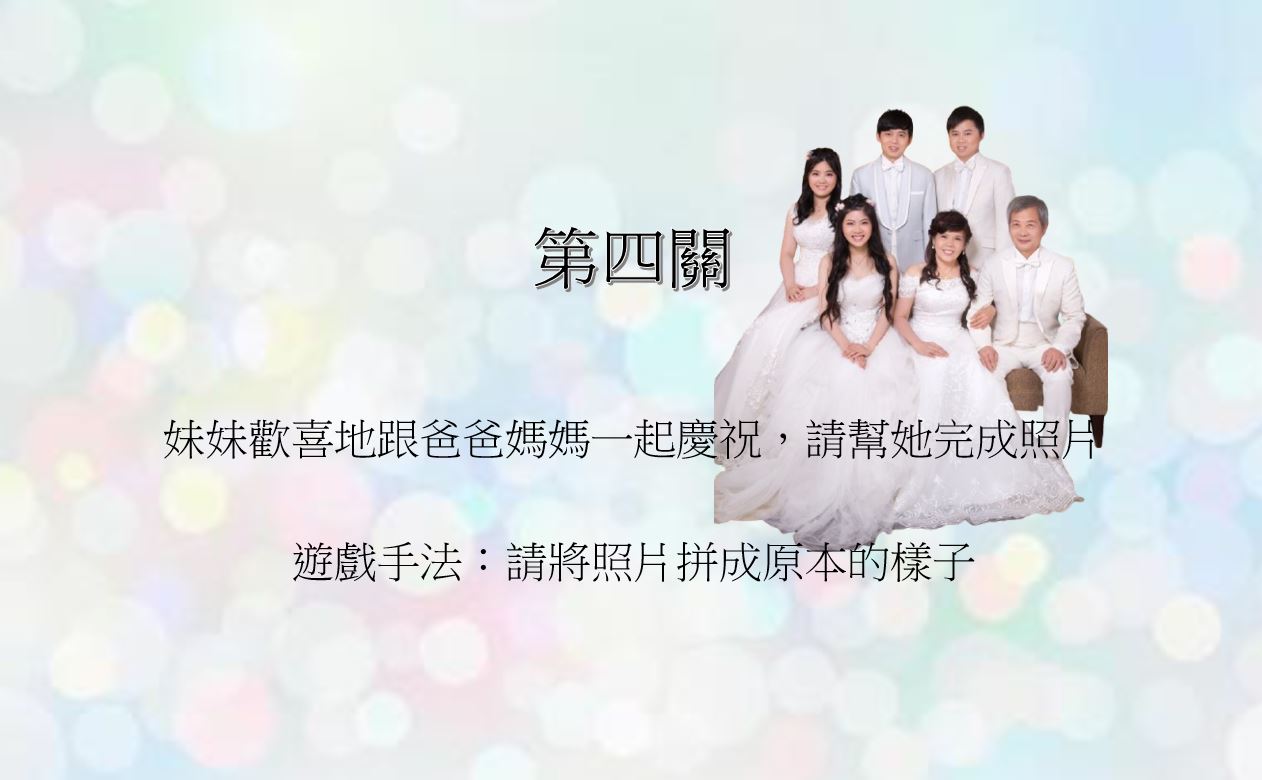 第四關
妹妹歡喜地跟爸爸媽媽一起慶祝，請幫她完成照片
遊戲手法：請將照片拼成原本的樣子